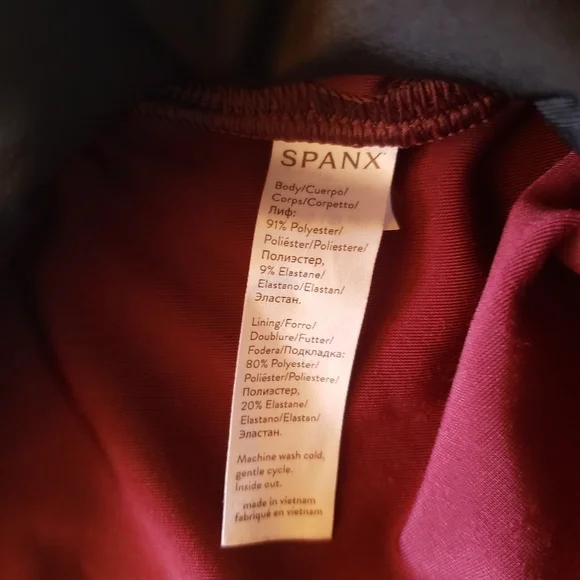 SPANX
Body/Cuerpo/
Corps/Corpetto/
Лиф:
91% Polyester/
Poliéster/Poliestere/
Полиэстер,
9% Elastane/
Elastano/Elastan/
Эластан.
Lining/Forro/
Doublure/Futter/
Fodera/Подкладка:
80% Polyester/
Poliéster/Poliestere/
Полиэстер,
20% Elastane/
Elastano/Elastan/
Эластан.
Machine wash cold,
gentle cycle.
Inside out.
made in vietnam
fabriqué en vietnam